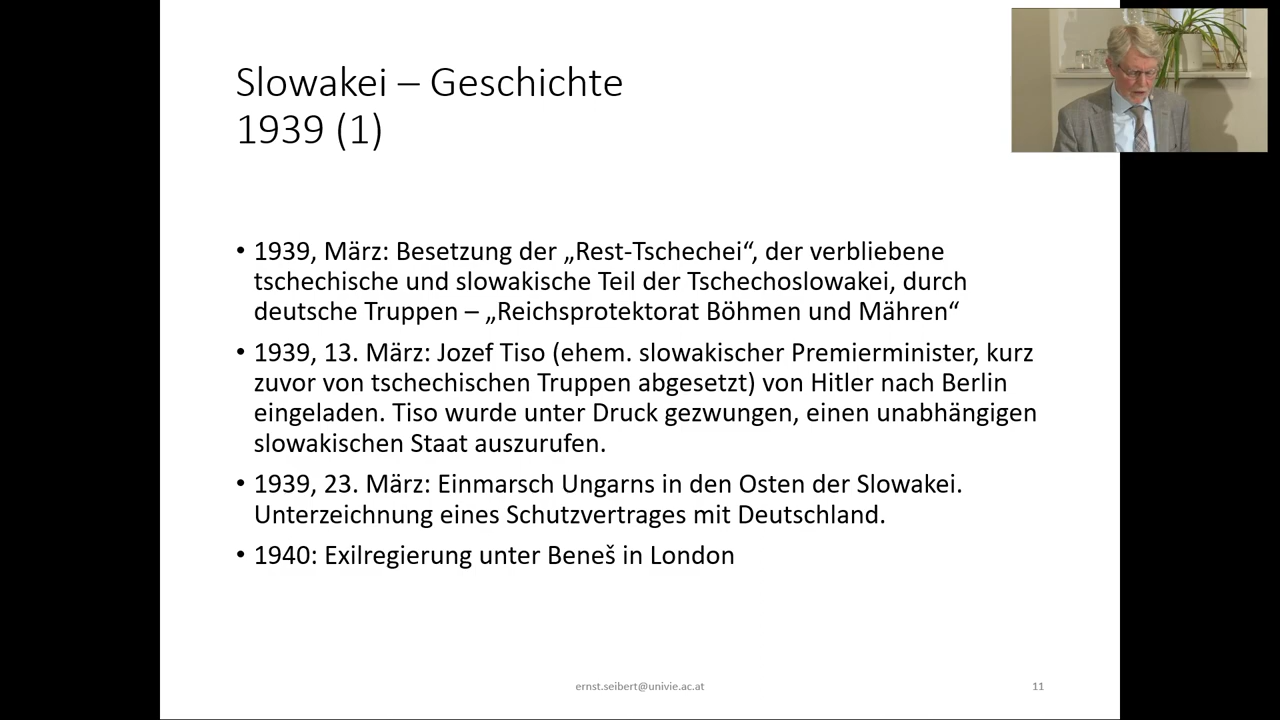 Slowakei – Geschichte
1939 (1)
• 1939, März: Besetzung der „Rest-Tschechei“, der verbliebene
tschechische und slowakische Teil der Tschechoslowakei, durch
deutsche Truppen – „Reichsprotektorat Böhmen und Mähren“
• 1939, 13. März: Jozef Tiso (ehem. slowakischer Premierminister, kurz
zuvor von tschechischen Truppen abgesetzt) von Hitler nach Berlin
eingeladen. Tiso wurde unter Druck gezwungen, einen unabhängigen
slowakischen Staat auszurufen.
• 1939, 23. März: Einmarsch Ungarns in den Osten der Slowakei.
Unterzeichnung eines Schutzvertrages mit Deutschland.
• 1940: Exilregierung unter Beneš in London
ernst.seibert@univie.ac.at
11